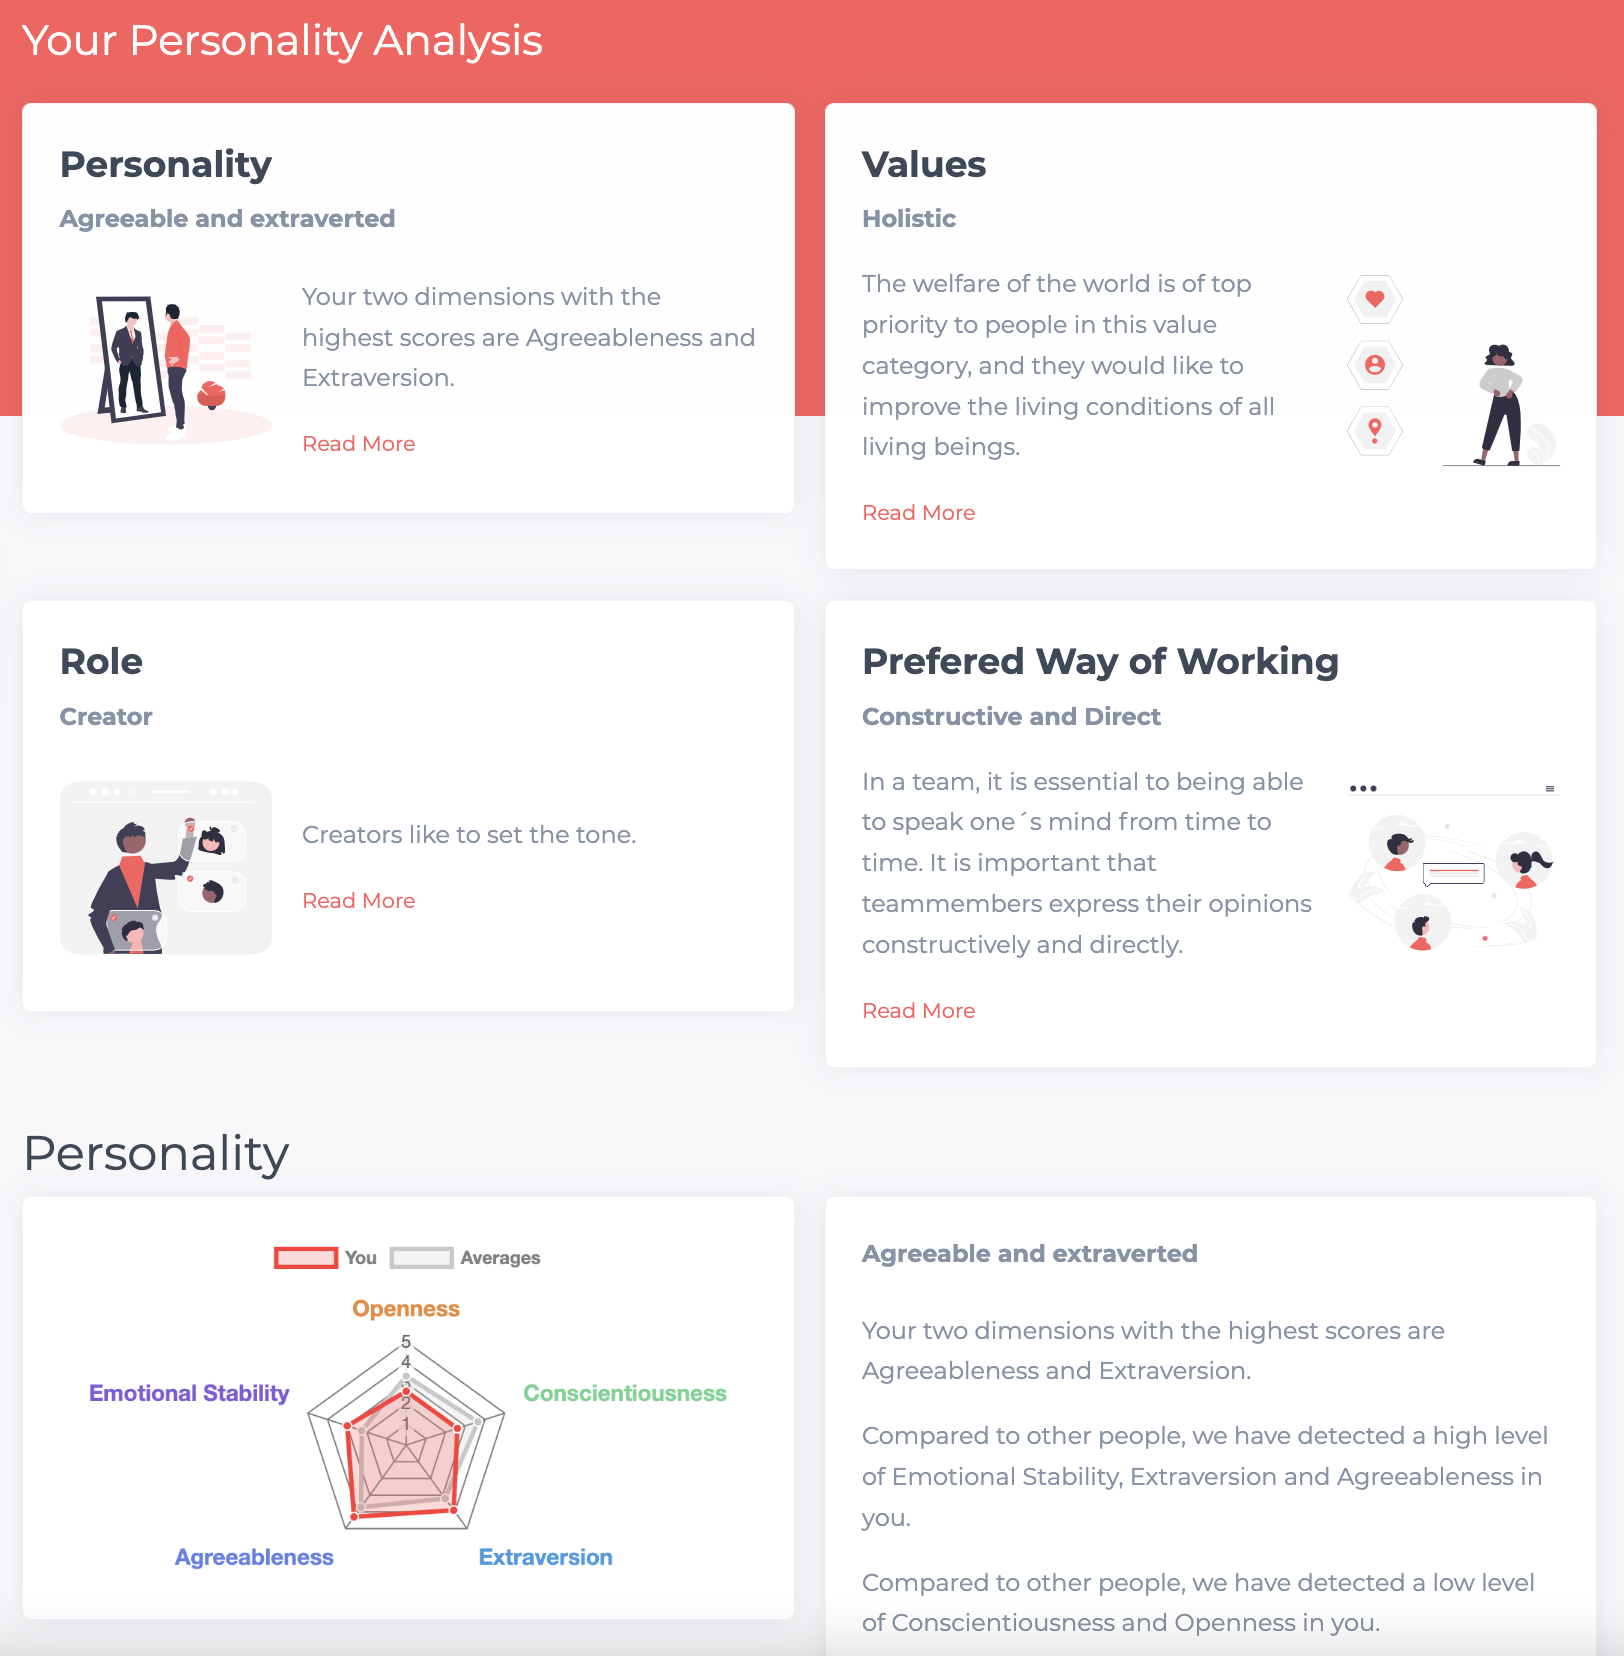 Your Personality Analysis
Personality
Agreeable and extraverted
Your two dimensions with the
highest scores are Agreeableness and
Extraversion.
Read More
Values
Holistic
The welfare of the world is of top
priority to people in this value
category, and they would like to
improve the living conditions of all
living beings.
Read More
Role
Creator
Creators like to set the tone.
Read More
Prefered Way of Working
Constructive and Direct
In a team, it is essential to being able
to speak one´s mind from time to
time. It is important that
teammembers express their opinions
constructively and directly.
Read More
Personality
You
Averages
Openness
5
4
2
1
Emotional Stability
Conscientiousness
Agreeableness
Extraversion
Agreeable and extraverted
Your two dimensions with the highest scores are
Agreeableness and Extraversion.
Compared to other people, we have detected a high level
of Emotional Stability, Extraversion and Agreeableness in
you.
Compared to other people, we have detected a low level
of Conscientiousness and Openness in you.